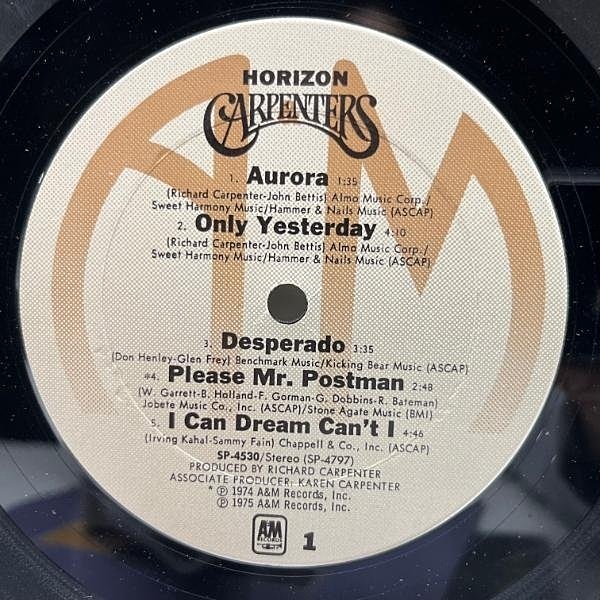 HORIZON
CARPENTERS
1. Aurora 1:35
(Richard Carpenter-John Bettis) Almo Music Corp./
Sweet Harmony Music/Hammer & Nails Music (ASCAP)
2. Only Yesterday 4:10
(Richard Carpenter-John Bettis) Almo Music Corp./
Sweet Harmony Music/Hammer & Nails Music (ASCAP)
3. Desperado 3:35
(Don Henley-Glen Frey) Benchmark Music/Kicking Bear Music (ASCAP)
*4. Please Mr. Postman 2:48
(W. Garrett-B. Holland-F. Gorman-G. Dobbins-R. Bateman)
Jobete Music Co., Inc. (ASCAP)/Stone Agate Music (BMI)
5. I Can Dream Can't I 4:46
(Irving Kahal-Sammy Fain) Chappell & Co., Inc. (ASCAP)
SP-4530/Stereo (SP-4797)
PRODUCED BY RICHARD CARPENTER
ASSOCIATE PRODUCER: KAREN CARPENTER
* ℗ 1974 A&M Records, Inc.
℗ 1975 A&M Records, Inc.
A&M
RECORDS
1